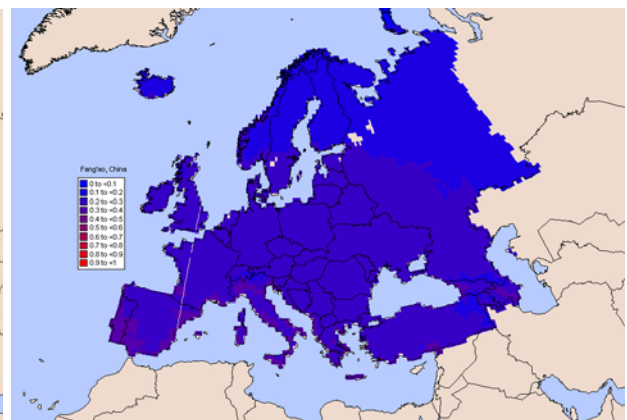 Fang'ao, China
0 to <0.1
0.1 to <0.2
0.2 to <0.3
0.3 to <0.4
0.4 to <0.5
0.5 to <0.6
0.6 to <0.7
0.7 to <0.8
0.8 to <0.9
0.9 to <1